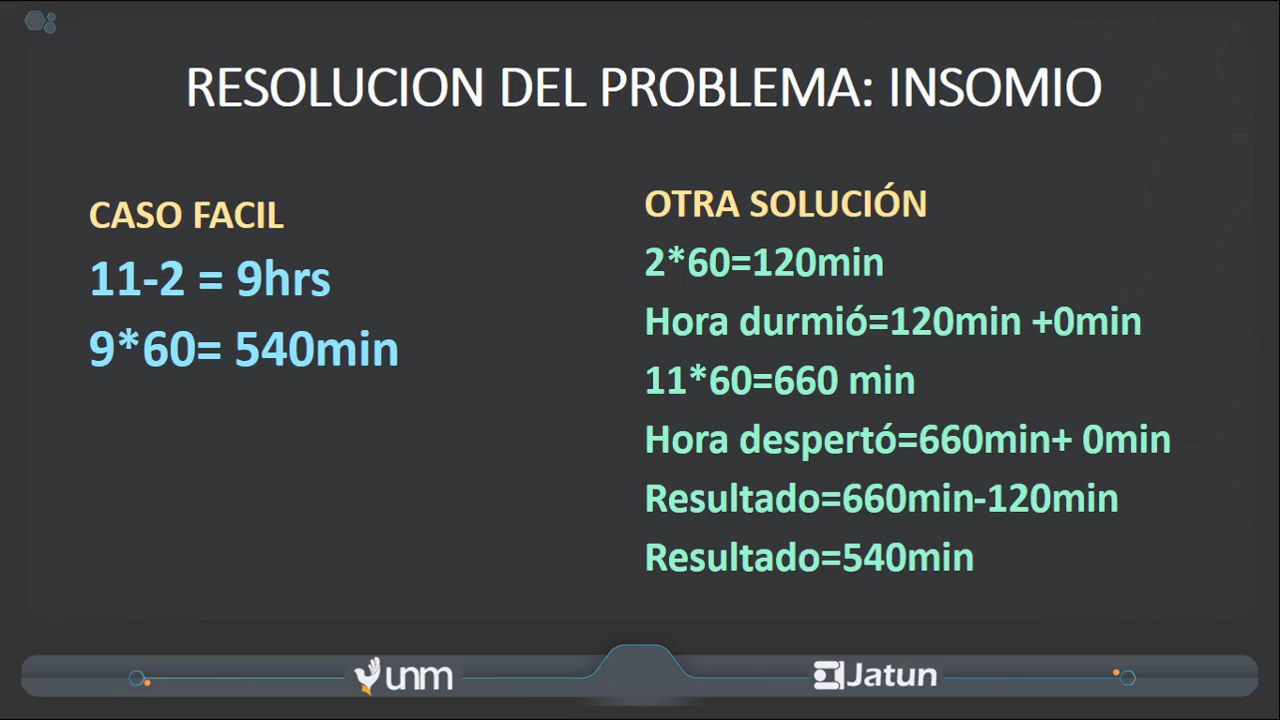 RESOLUCION DEL PROBLEMA: INSOMIO
CASO FACIL
11-2 = 9hrs
9*60= 540min
OTRA SOLUCIÓN
2*60=120min
Hora durmió=120min +0min
11*60=660 min
Hora despertó=660min+ 0min
Resultado=660min-120min
Resultado=540min
unm
Jatun